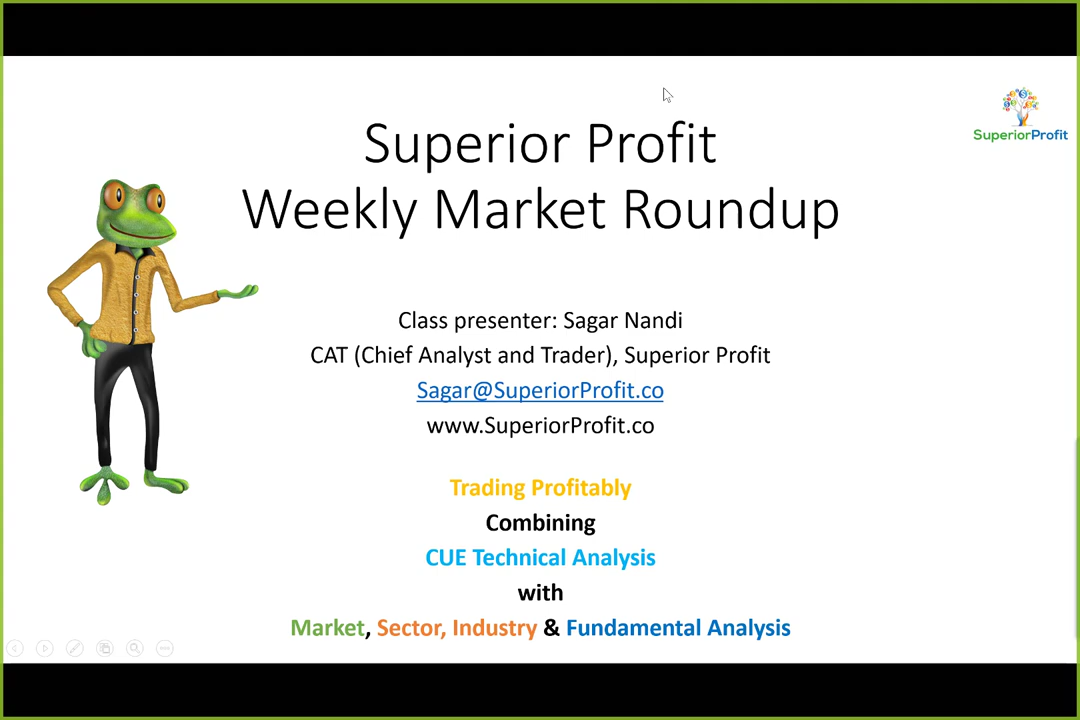 SuperiorProfit
Superior Profit
Weekly Market Roundup
Class presenter: Sagar Nandi
CAT (Chief Analyst and Trader), Superior Profit
Sagar@SuperiorProfit.co
www.SuperiorProfit.co
Trading Profitably
Combining
CUE Technical Analysis
with
Market, Sector, Industry & Fundamental Analysis